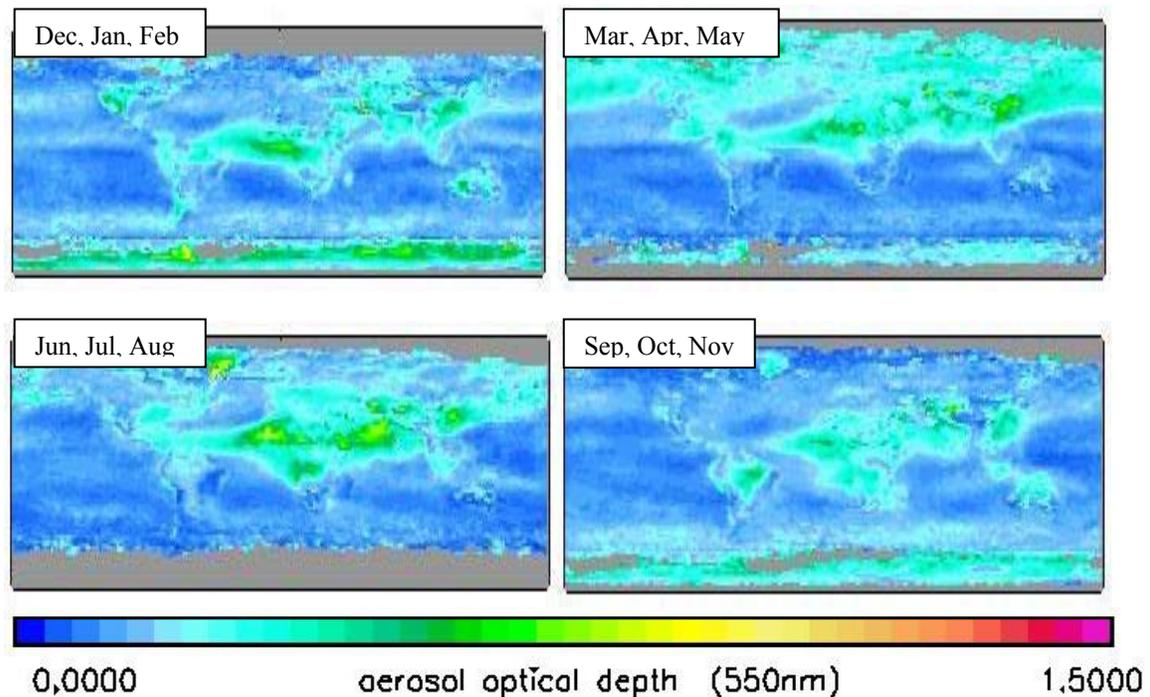 Dec, Jan, Feb
Mar, Apr, May
Jun, Jul, Aug
Sep, Oct, Nov
0,0000 aerosol optical depth (550nm) 1,5000